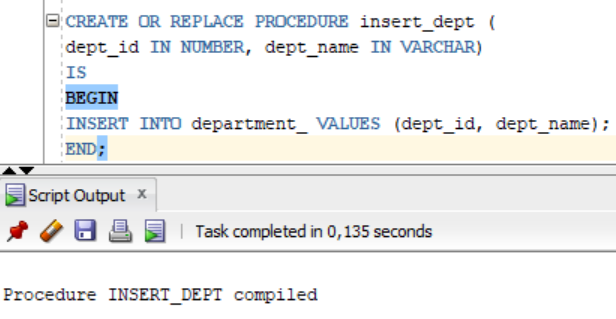 CREATE OR REPLACE PROCEDURE insert_dept (
dept_id IN NUMBER, dept_name IN VARCHAR)
IS
BEGIN
INSERT INTO department_ VALUES (dept_id, dept_name);
END;
Script Output x
Task completed in 0,135 seconds
Procedure INSERT_DEPT compiled